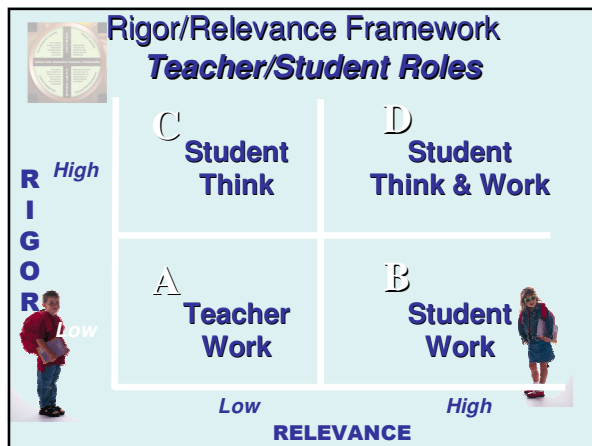 Rigor/Relevance Framework
Teacher/Student Roles
RIGOR
High
Low
C
Student
Think
D
Student
Think & Work
A
Teacher
Work
B
Student
Work
Low
High
RELEVANCE